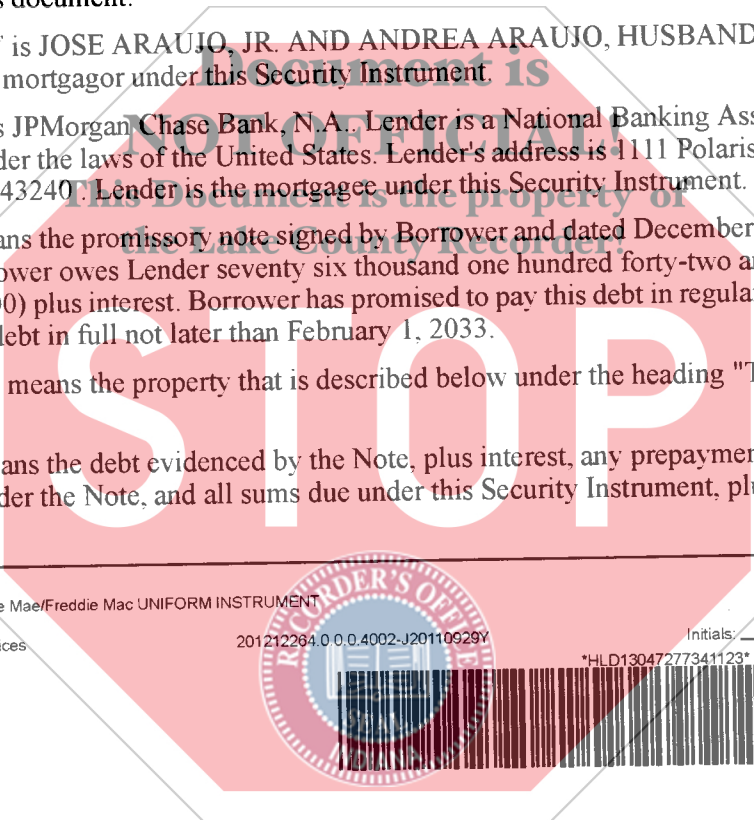 s document.
" is JOSE ARAUJO, JR. AND ANDREA ARAUJO, HUSBAND
mortgagor under this Security Instrument.
s JPMorgan Chase Bank, N.A.. Lender is a National Banking Ass
der the laws of the United States. Lender's address is 1111 Polaris
43240. Lender is the mortgagee under this Security Instrument.
ans the promissory note signed by Borrower and dated December
ower owes Lender seventy six thousand one hundred forty-two a
00) plus interest. Borrower has promised to pay this debt in regula
debt in full not later than February 1, 2033.
means the property that is described below under the heading "T
ans the debt evidenced by the Note, plus interest, any prepaymen
der the Note, and all sums due under this Security Instrument, pl
Document is
NOT OFFICIAL!
This Document is the property of
the Lake County Recorder!
STOP
e Mae/Freddie Mac UNIFORM INSTRUMENT
ices
201212264.0.0.0.4002-J20110929Y
Initials:
*HLD13047277341123*
RECORDER'S OFFICE
SEAL
INDIANA